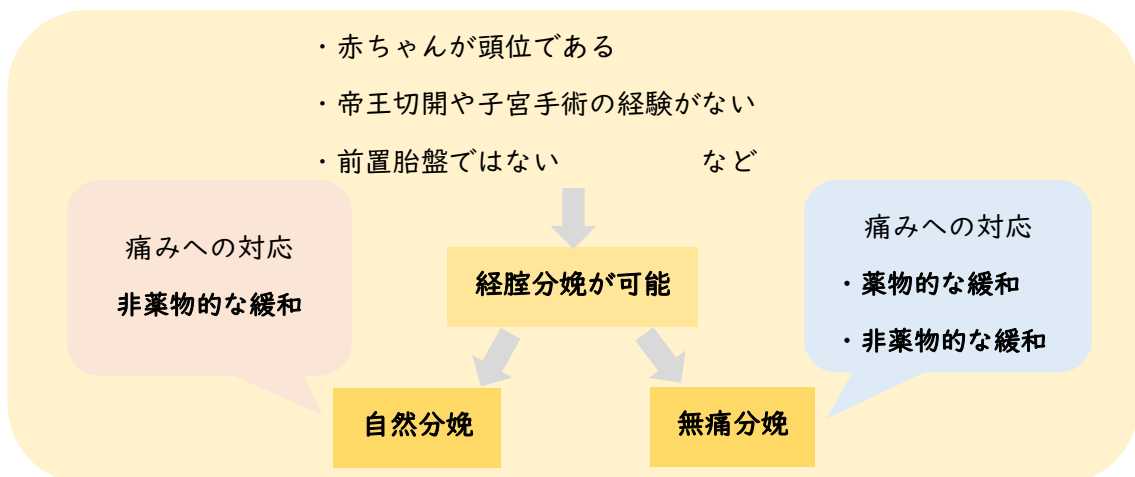 ・赤ちゃんが頭位である
・帝王切開や子宮手術の経験がない
・前置胎盤ではない　　　　　など
痛みへの対応
非薬物的な緩和
経腟分娩が可能
痛みへの対応
・薬物的な緩和
・非薬物的な緩和
自然分娩
無痛分娩